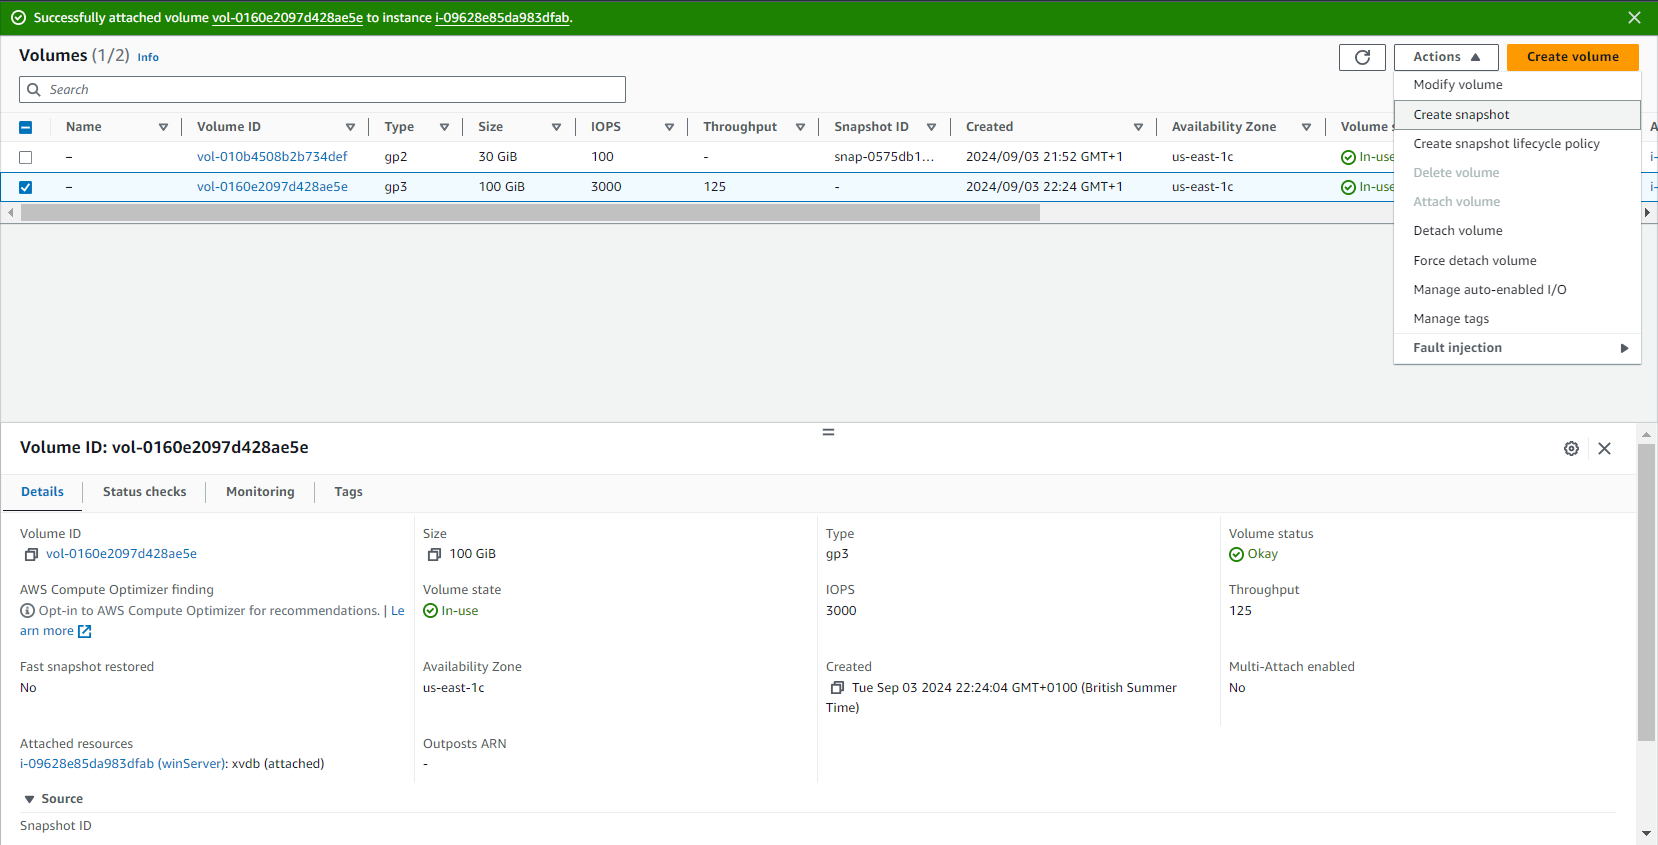 Successfully attached volume vol-0160e2097d428ae5e to instance i-09628e85da983dfab.
Volumes (1/2) Info
Actions
Create volume
Search
Name Volume ID Type Size IOPS Throughput Snapshot ID Created Availability Zone Volume s A
– vol-010b4508b2b734def gp2 30 GiB 100 - snap-0575db1... 2024/09/03 21:52 GMT+1 us-east-1c In-use i-
– vol-0160e2097d428ae5e gp3 100 GiB 3000 125 - 2024/09/03 22:24 GMT+1 us-east-1c In-use i-
Modify volume
Create snapshot
Create snapshot lifecycle policy
Delete volume
Attach volume
Detach volume
Force detach volume
Manage auto-enabled I/O
Manage tags
Fault injection
Volume ID: vol-0160e2097d428ae5e
Details Status checks Monitoring Tags
Volume ID
vol-0160e2097d428ae5e
Size
100 GiB
Type
gp3
Volume status
Okay
AWS Compute Optimizer finding
Opt-in to AWS Compute Optimizer for recommendations. | Le
arn more
Volume state
In-use
IOPS
3000
Throughput
125
Fast snapshot restored
No
Availability Zone
us-east-1c
Created
Tue Sep 03 2024 22:24:04 GMT+0100 (British Summer
Time)
Multi-Attach enabled
No
Attached resources
i-09628e85da983dfab (winServer): xvdb (attached)
Outposts ARN
-
Source
Snapshot ID